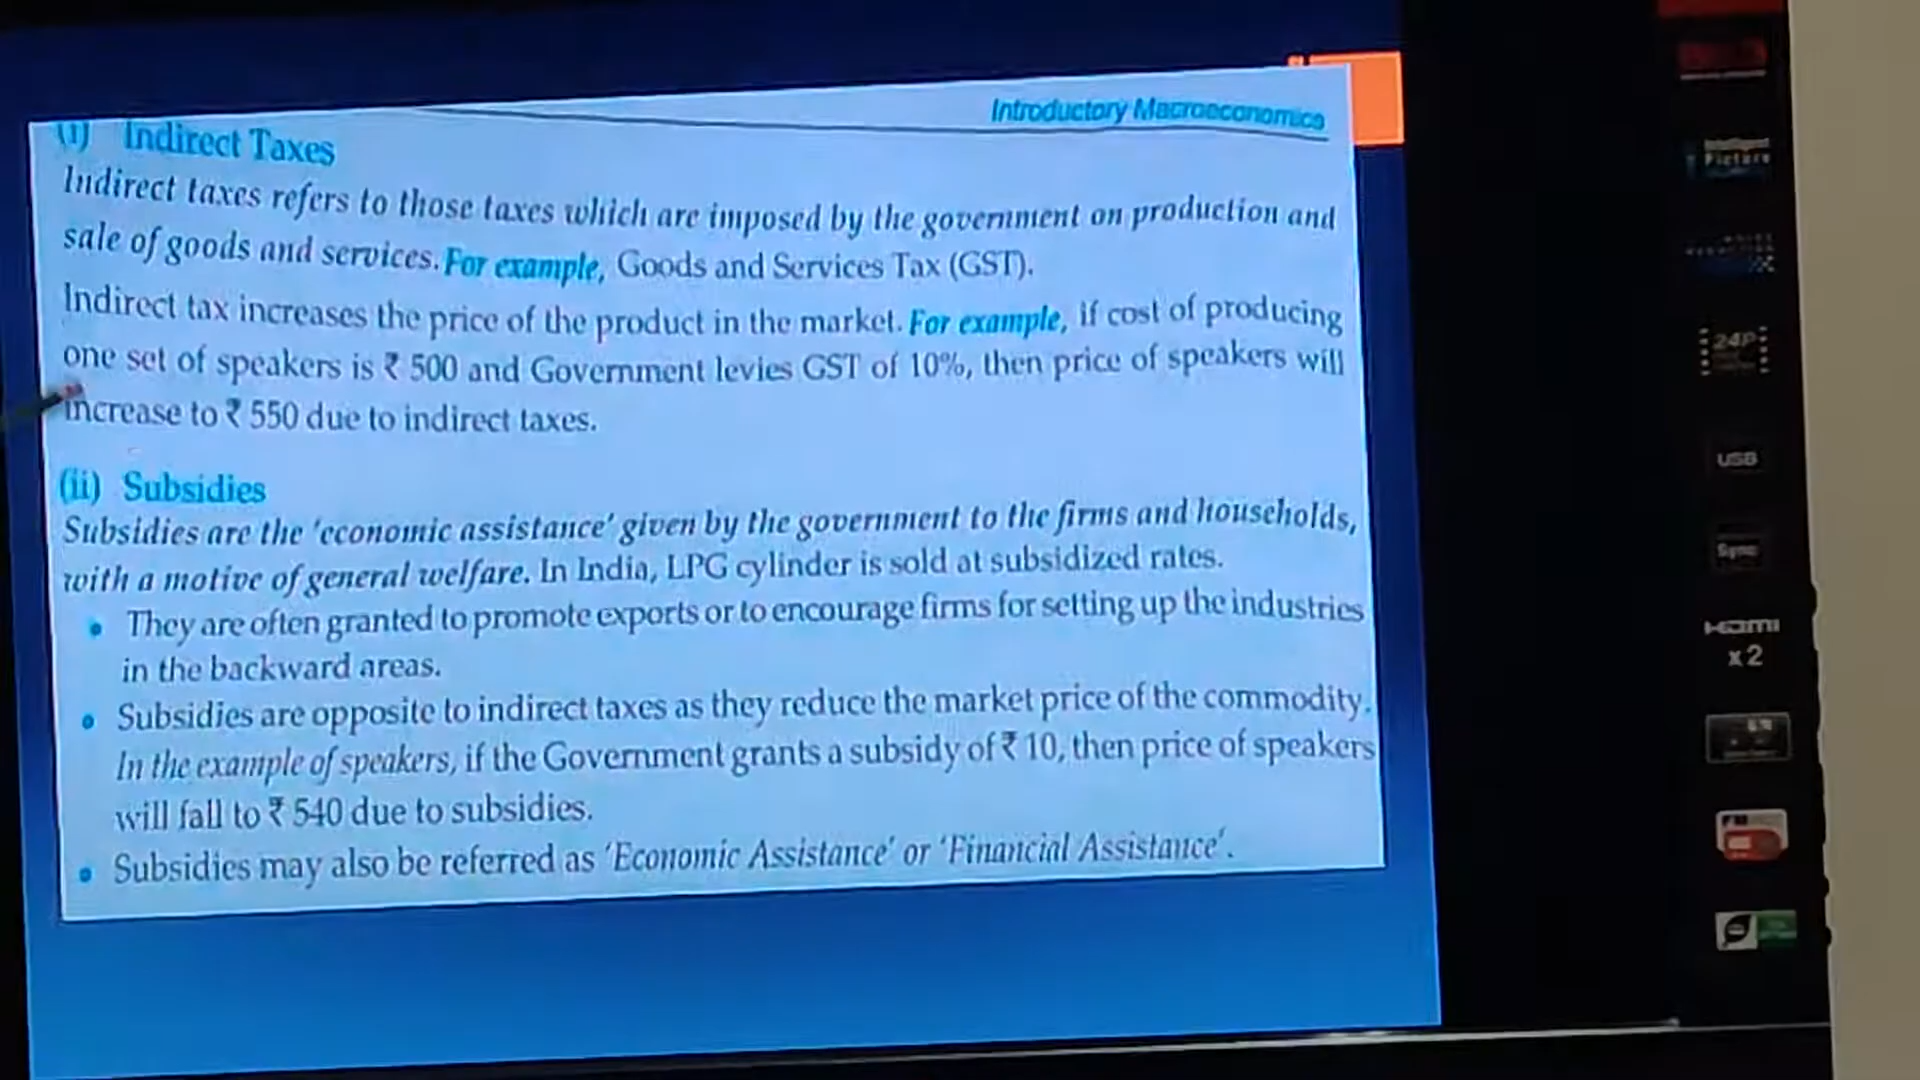 Introductory Macroeconomics
(i) Indirect Taxes
Indirect taxes refers to those taxes which are imposed by the government on production and
sale of goods and services. For example, Goods and Services Tax (GST).
Indirect tax increases the price of the product in the market. For example, if cost of producing
one set of speakers is ₹ 500 and Government levies GST of 10%, then price of speakers will
increase to ₹ 550 due to indirect taxes.
(ii) Subsidies
Subsidies are the 'economic assistance' given by the government to the firms and households,
with a motive of general welfare. In India, LPG cylinder is sold at subsidized rates.
• They are often granted to promote exports or to encourage firms for setting up the industries
in the backward areas.
• Subsidies are opposite to indirect taxes as they reduce the market price of the commodity.
In the example of speakers, if the Government grants a subsidy of ₹ 10, then price of speakers
will fall to ₹ 540 due to subsidies.
• Subsidies may also be referred as 'Economic Assistance' or 'Financial Assistance'.
Intelligent
Picture
24P
USB
Sync
HDMI
x2